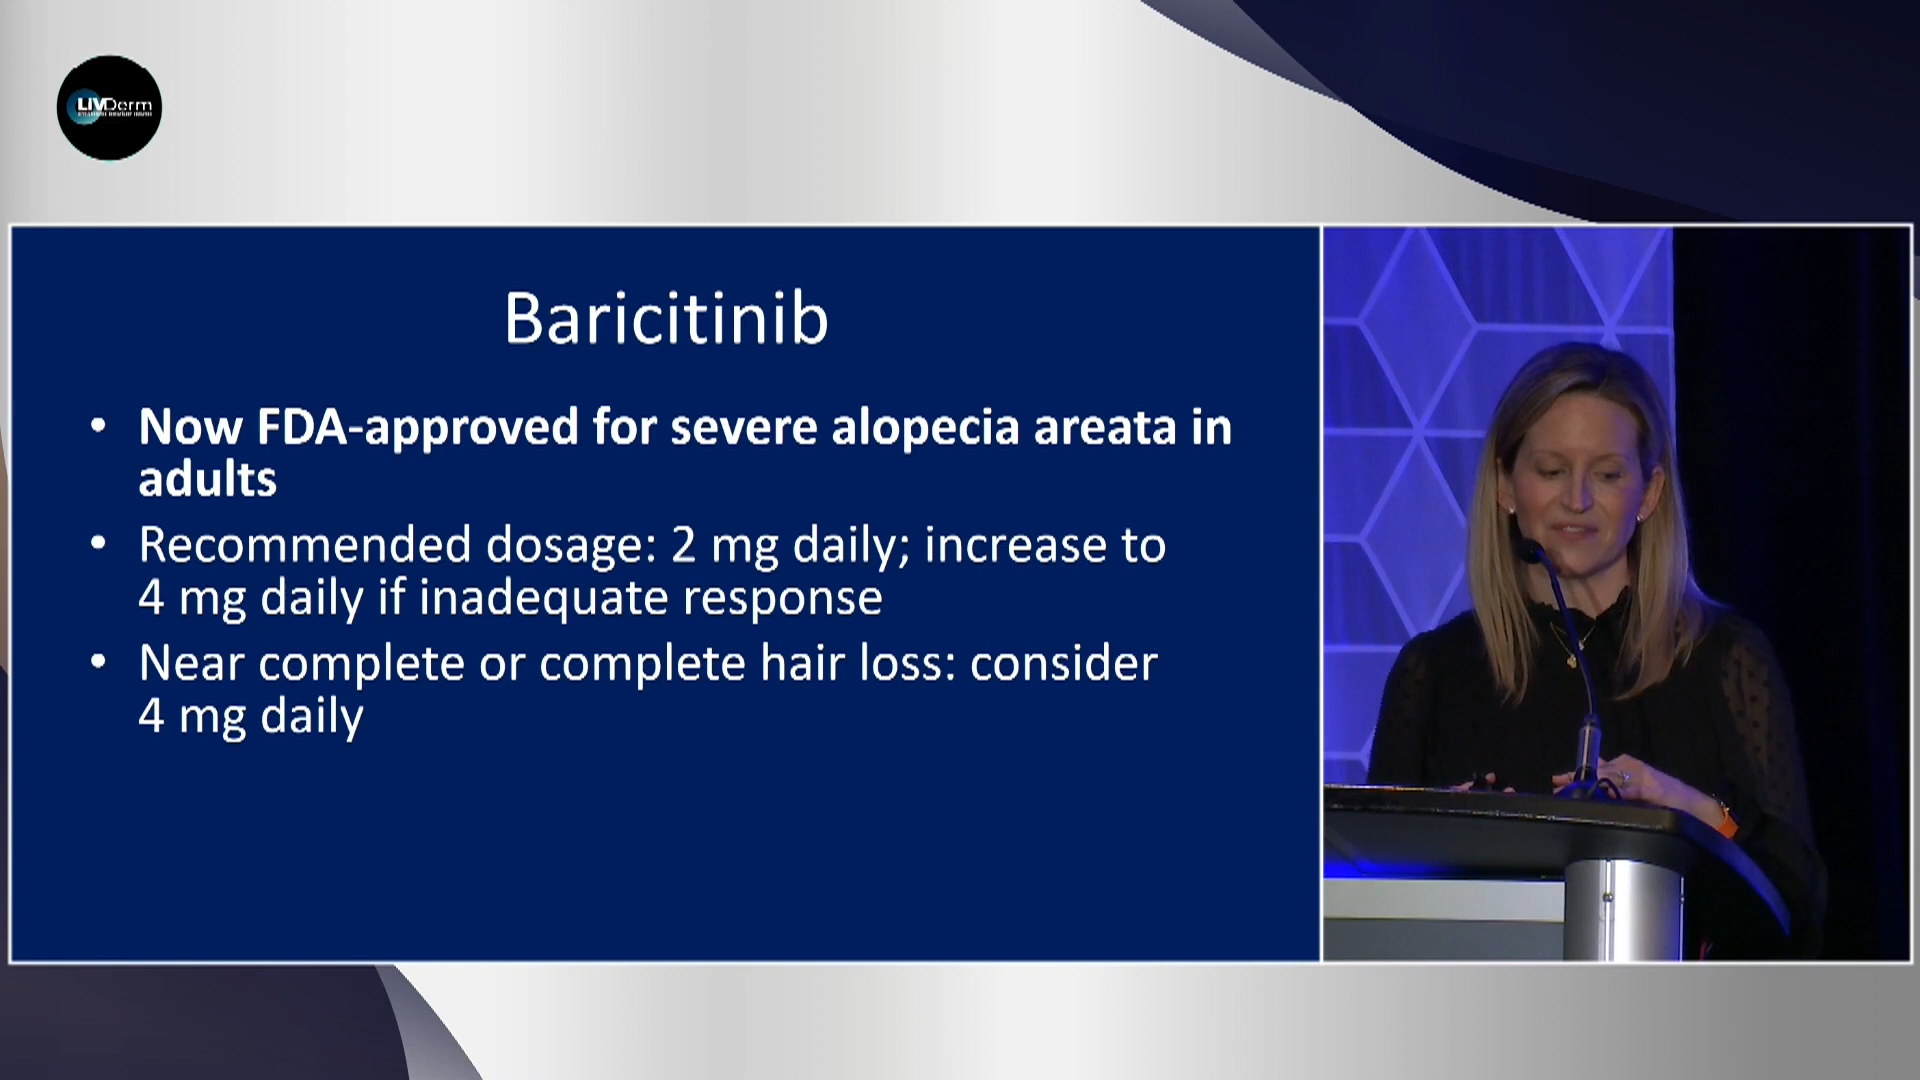 LIVDerm
Baricitinib
• Now FDA-approved for severe alopecia areata in
adults
• Recommended dosage: 2 mg daily; increase to
4 mg daily if inadequate response
• Near complete or complete hair loss: consider
4 mg daily